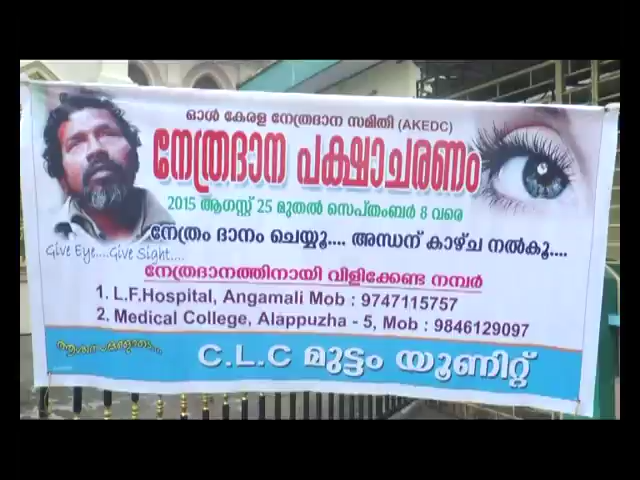 ഓൾ കേരള നേത്രദാന സമിതി (AKEDC)
നേത്രദാന പക്ഷാചരണം
2015 ആഗസ്റ്റ് 25 മുതൽ സെപ്തംബർ 8 വരെ
നേത്രം ദാനം ചെയ്യൂ.... അന്ധന് കാഴ്ച നൽകൂ....
Give Eye....Give Sight....
നേത്രദാനത്തിനായി വിളിക്കേണ്ട നമ്പർ
1. L.F.Hospital, Angamali Mob : 9747115757
2. Medical College, Alappuzha - 5, Mob : 9846129097
C.L.C മുട്ടം യൂണിറ്റ്